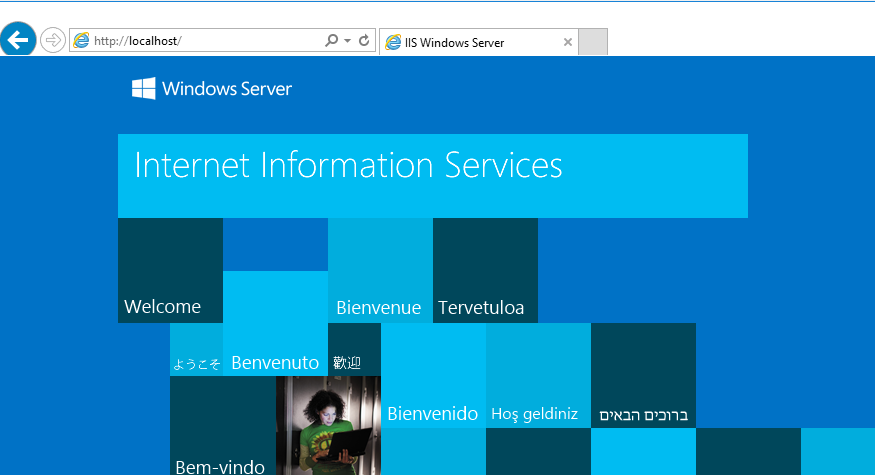 http://localhost/
IIS Windows Server
Windows Server
Internet Information Services
Welcome
Bienvenue
Tervetuloa
ようこそ
Benvenuto
歡迎
Bienvenido
Hoş geldiniz
ברוכים הבאים
Bem-vindo